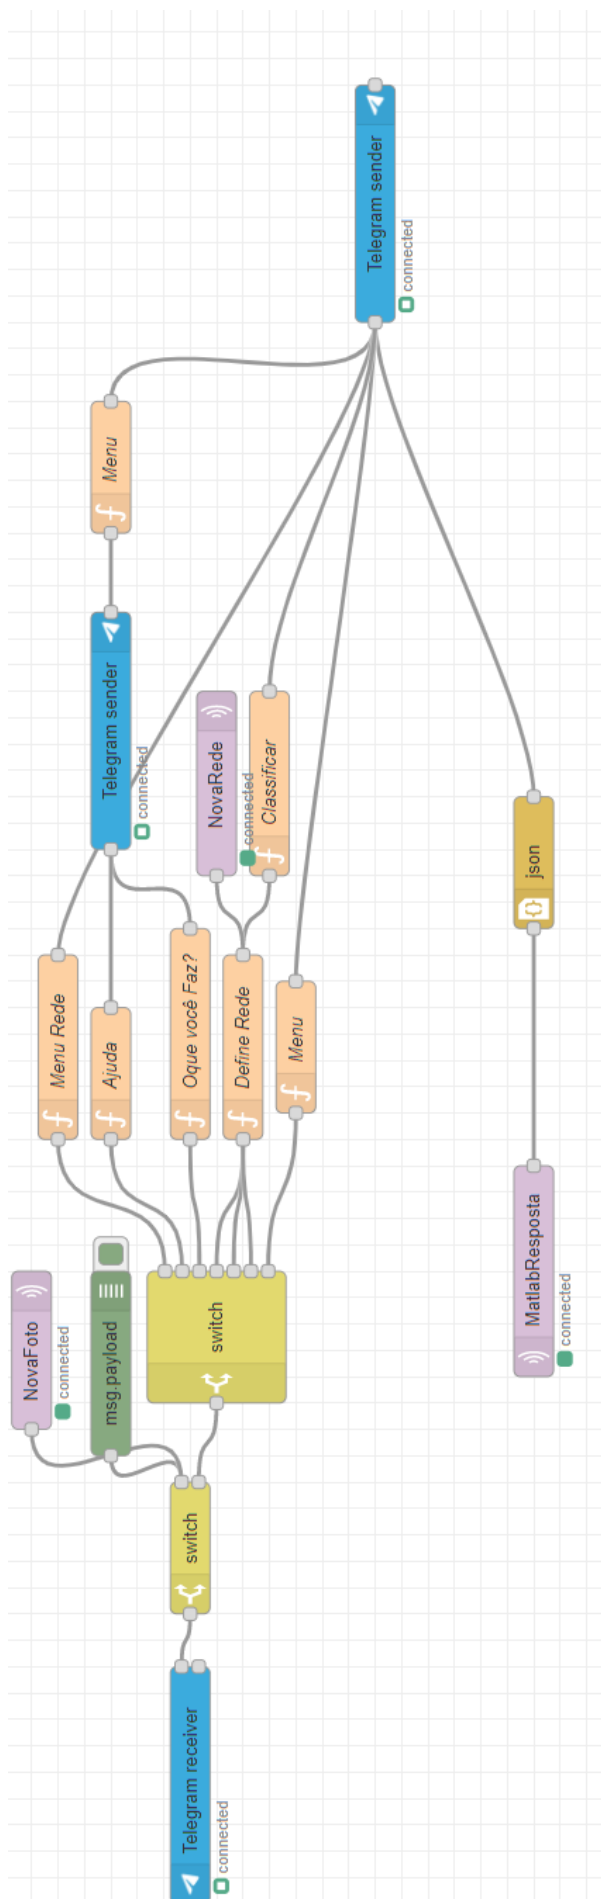 Telegram receiver
connected
switch
NovaFoto
connected
msg.payload
switch
Menu Rede
Ajuda
Oque você Faz?
Define Rede
Menu
Telegram sender
connected
NovaRede
connected
Classificar
Menu
Telegram sender
connected
MatlabResposta
connected
json